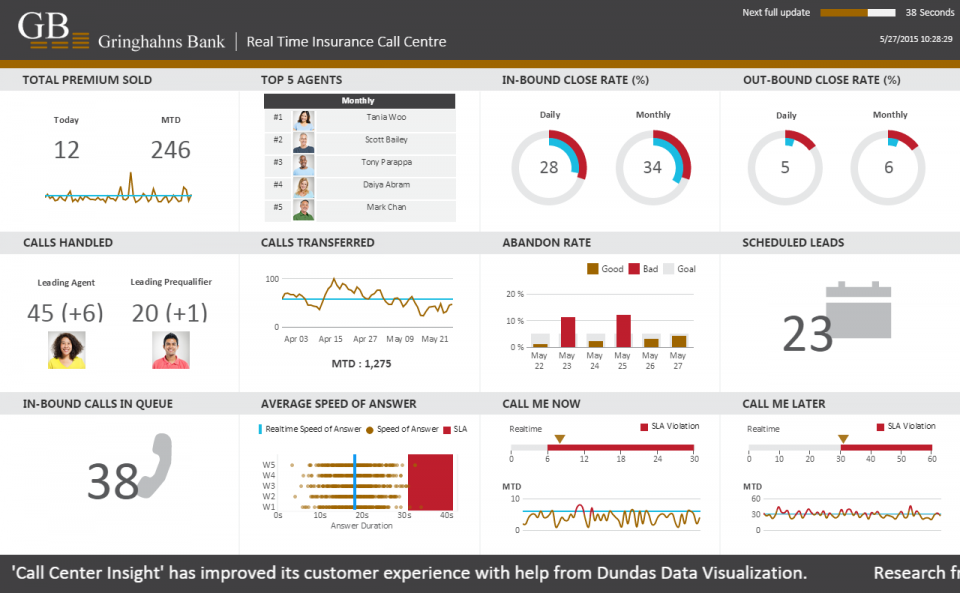 GB
Gringhahns Bank | Real Time Insurance Call Centre
Next full update 38 Seconds
5/27/2015 10:28:29
TOTAL PREMIUM SOLD
Today MTD
12 246
TOP 5 AGENTS
Monthly
#1 Tania Woo
#2 Scott Bailey
#3 Tony Parappa
#4 Daiya Abram
#5 Mark Chan
IN-BOUND CLOSE RATE (%)
Daily Monthly
28 34
OUT-BOUND CLOSE RATE (%)
Daily Monthly
5 6
CALLS HANDLED
Leading Agent Leading Prequalifier
45 (+6) 20 (+1)
CALLS TRANSFERRED
100
0
Apr 03 Apr 15 Apr 27 May 09 May 21
MTD : 1,275
ABANDON RATE
Good Bad Goal
20 %
10 %
0 %
May May May May May May
22 23 24 25 26 27
SCHEDULED LEADS
23
IN-BOUND CALLS IN QUEUE
38
AVERAGE SPEED OF ANSWER
Realtime Speed of Answer Speed of Answer SLA
W5
W4
W3
W2
W1
0s 10s 20s 30s 40s
Answer Duration
CALL ME NOW
Realtime SLA Violation
0 6 12 18 24 30
MTD
10
0
CALL ME LATER
Realtime SLA Violation
0 10 20 30 40 50 60
MTD
60
30
0
'Call Center Insight' has improved its customer experience with help from Dundas Data Visualization. Research fr